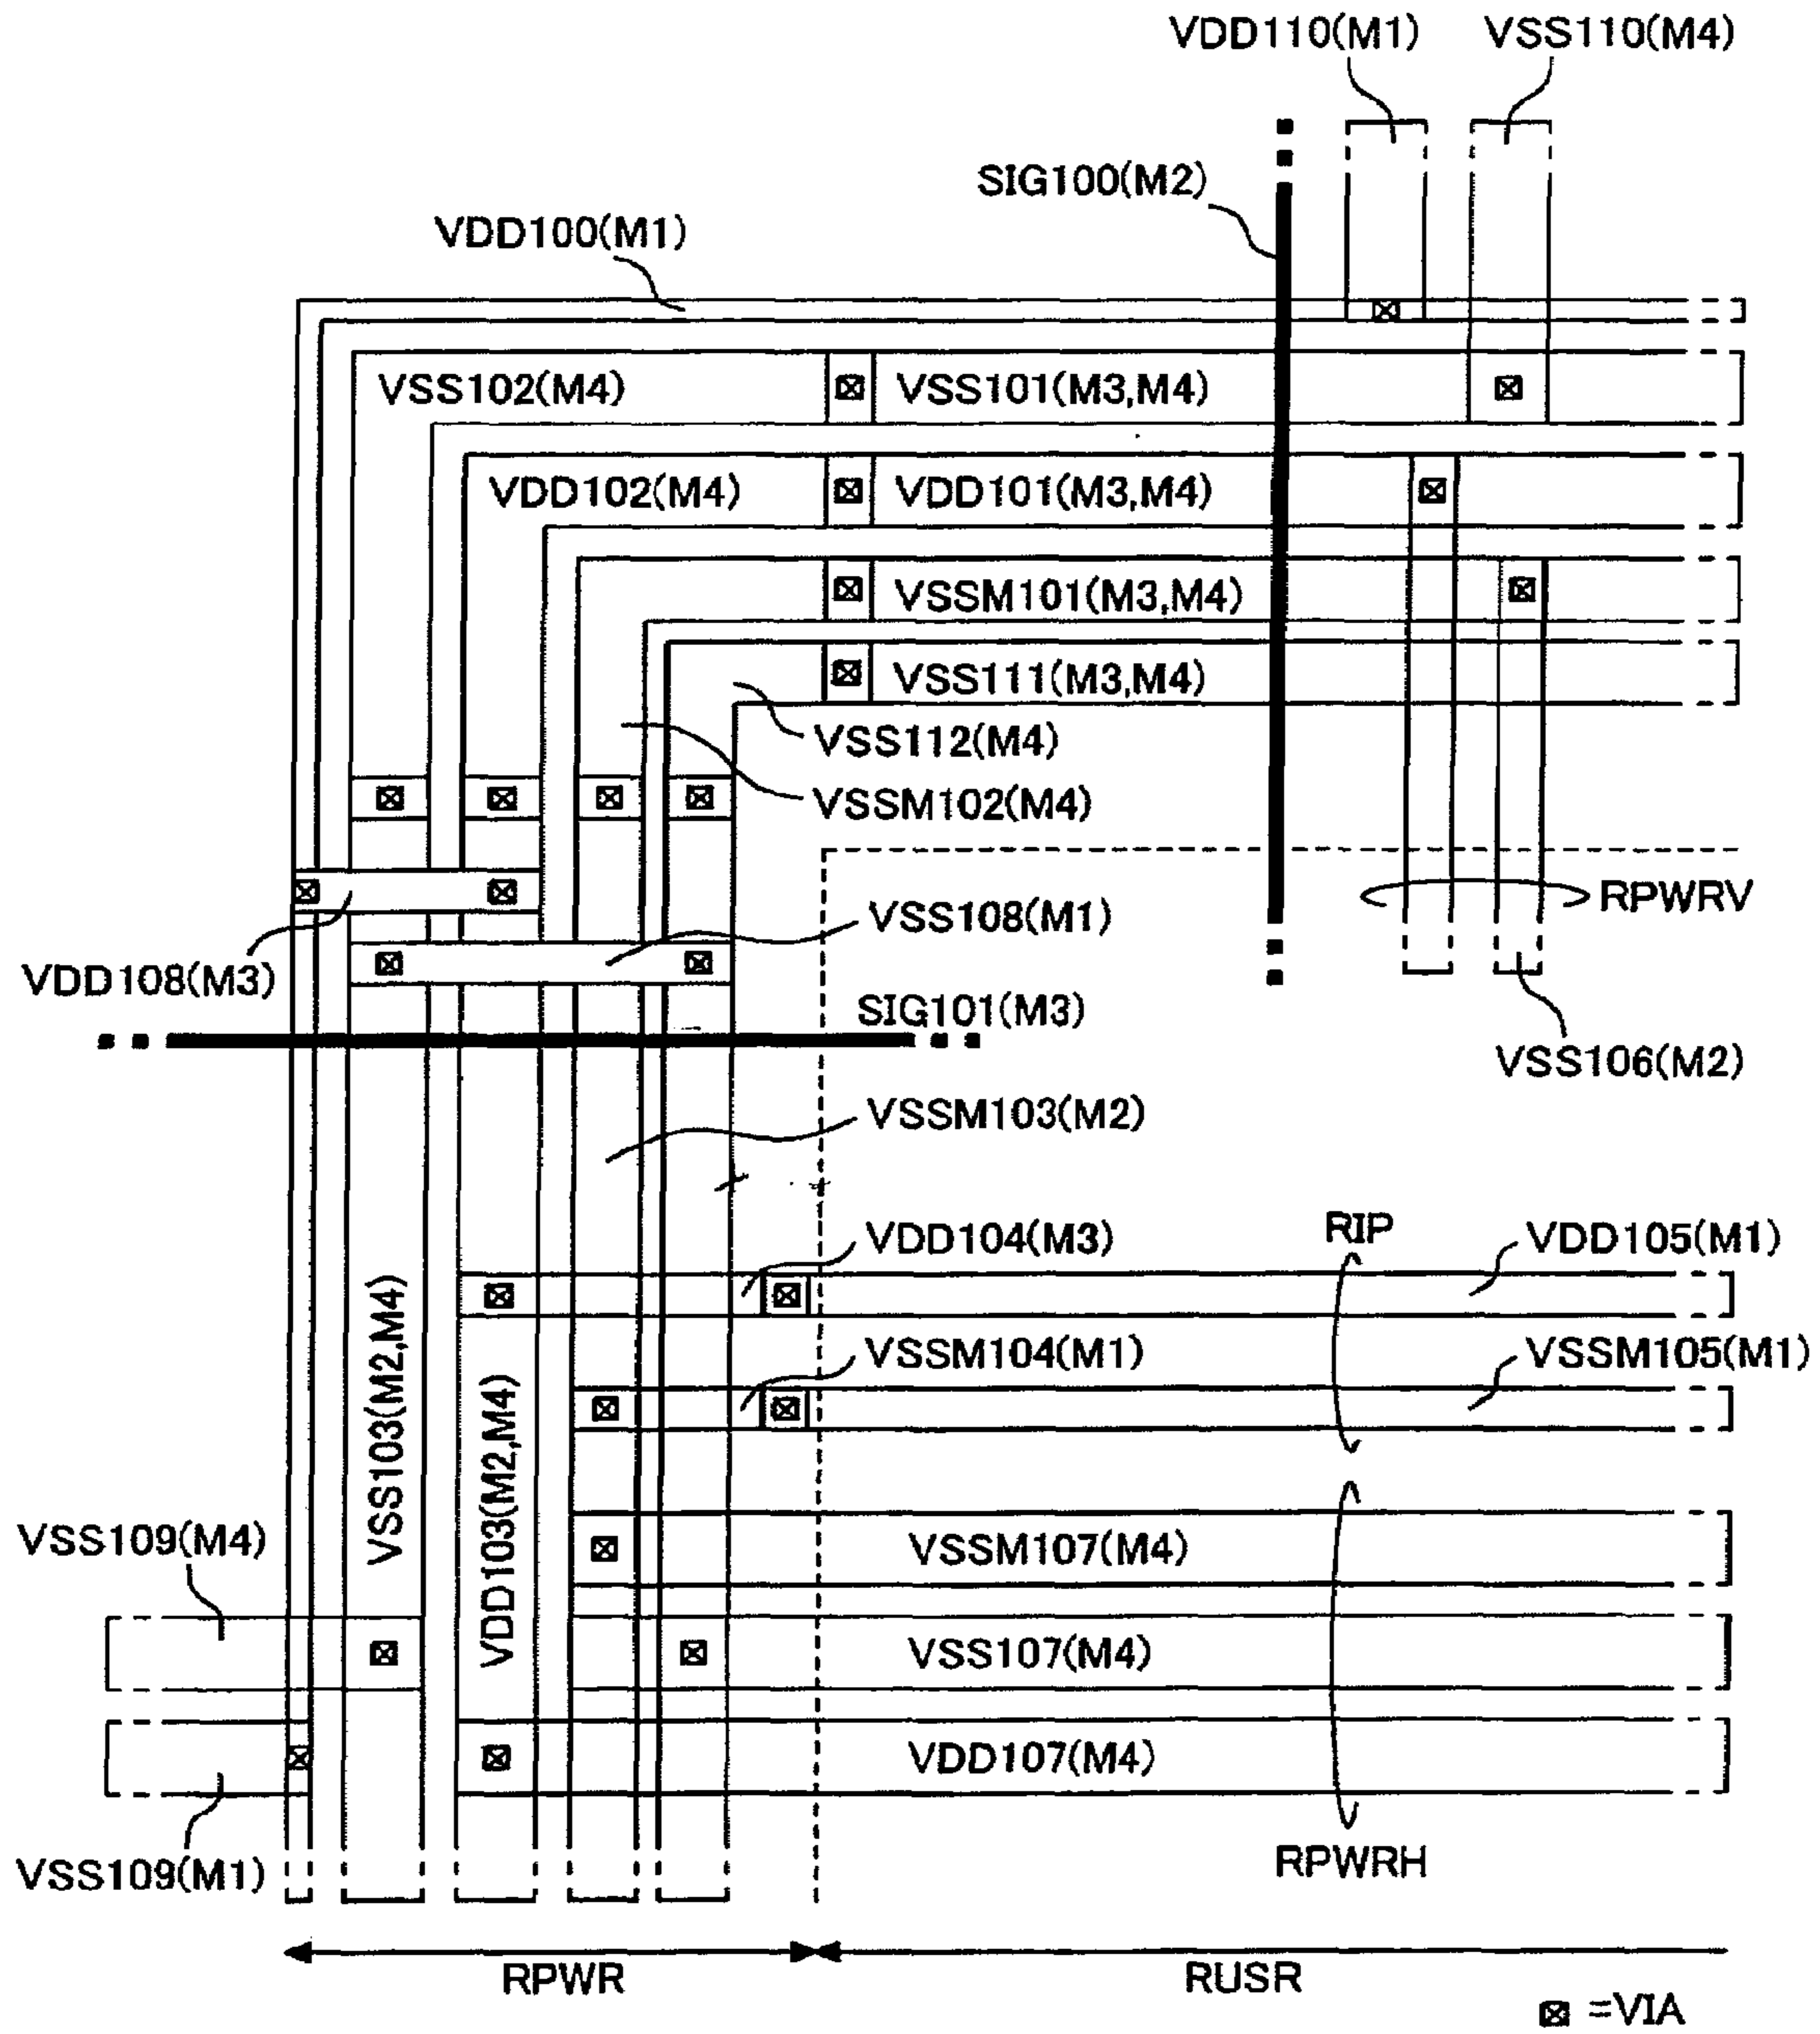 VDD110(M1)
VSS110(M4)
SIG100(M2)
VDD100(M1)
VSS102(M4)
VSS101(M3,M4)
VDD102(M4)
VDD101(M3,M4)
VSSM101(M3,M4)
VSS111(M3,M4)
VSS112(M4)
VSSM102(M4)
RPWRV
VSS108(M1)
VDD108(M3)
SIG101(M3)
VSS106(M2)
VSSM103(M2)
VDD104(M3)
RIP
VDD105(M1)
VSSM104(M1)
VSSM105(M1)
VSS103(M2,M4)
VDD103(M2,M4)
VSS109(M4)
VSSM107(M4)
VSS107(M4)
VDD107(M4)
VSS109(M1)
RPWRH
RPWR
RUSR
=VIA